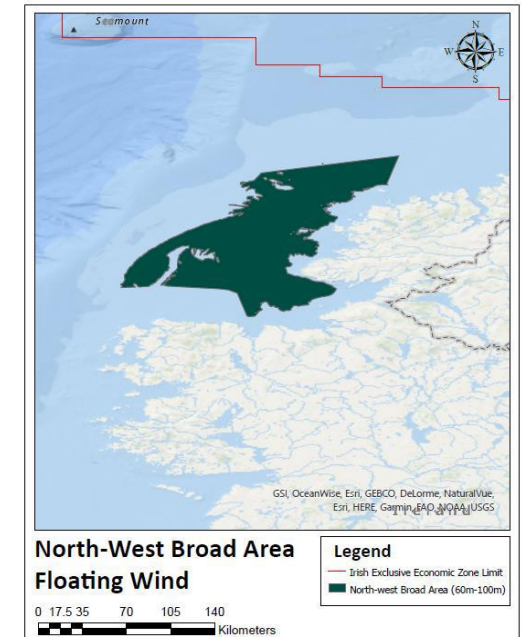 Seamount
N
W E
S
GSI, OceanWise, Esri, GEBCO, DeLorme, NaturalVue,
Esri, HERE, Garmin, FAO, NOAA, USGS
Ireland
North-West Broad Area
Floating Wind
0 17.5 35 70 105 140
Kilometers
Legend
Irish Exclusive Economic Zone Limit
North-west Broad Area (60m-100m)